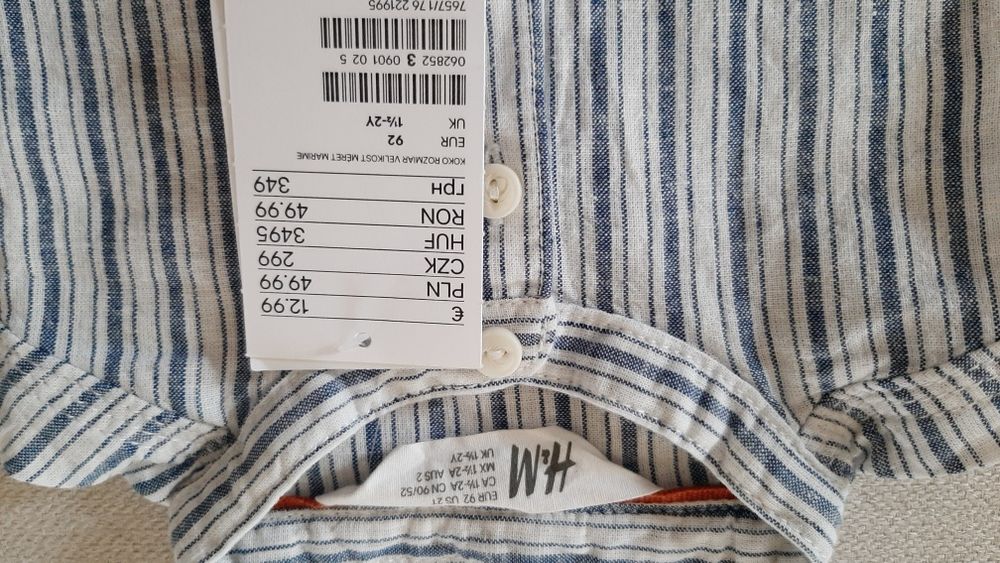 H&M
EUR 92 US 2T
CA 1½-2A CN 90/52
MX 1½-2A AUS 2
UK 1½-2Y
€ 12.99
PLN 49.99
CZK 299
HUF 3495
RON 49.99
грн 349
KOKO ROZMIAR VELIKOST MÉRET MARIME
EUR 92
UK 1½-2Y
062852 3 0901 02 5
7657/176 221995